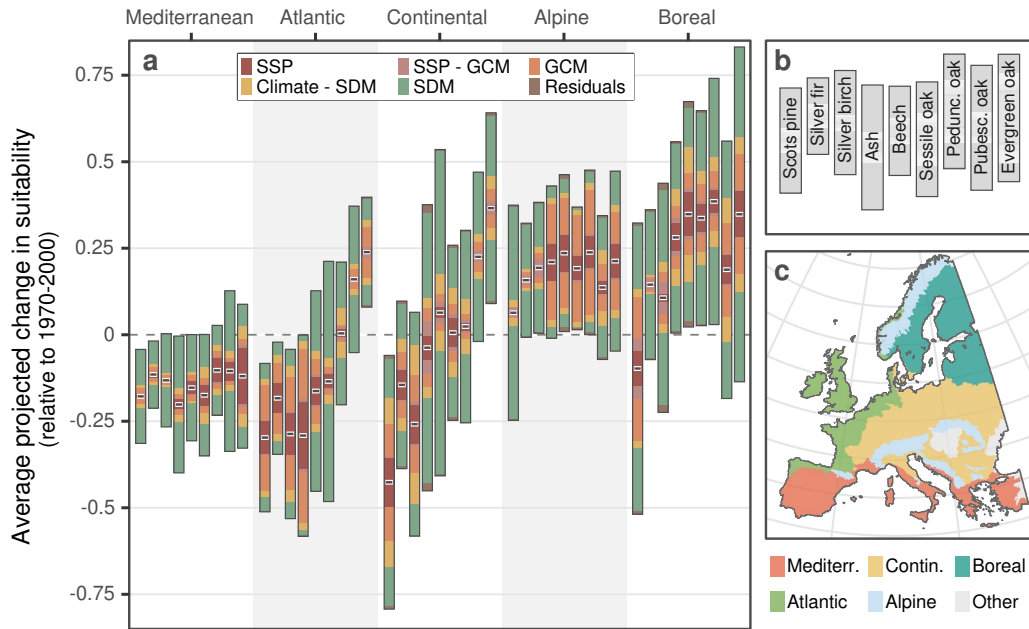 Mediterranean Atlantic Continental Alpine Boreal
a
SSP SSP - GCM GCM
Climate - SDM SDM Residuals
Average projected change in suitability
(relative to 1970-2000)
0.75
0.5
0.25
0
-0.25
-0.5
-0.75
b
Scots pine
Silver fir
Silver birch
Ash
Beech
Sessile oak
Pedunc. oak
Pubesc. oak
Evergreen oak
c
Mediterr. Contin. Boreal
Atlantic Alpine Other